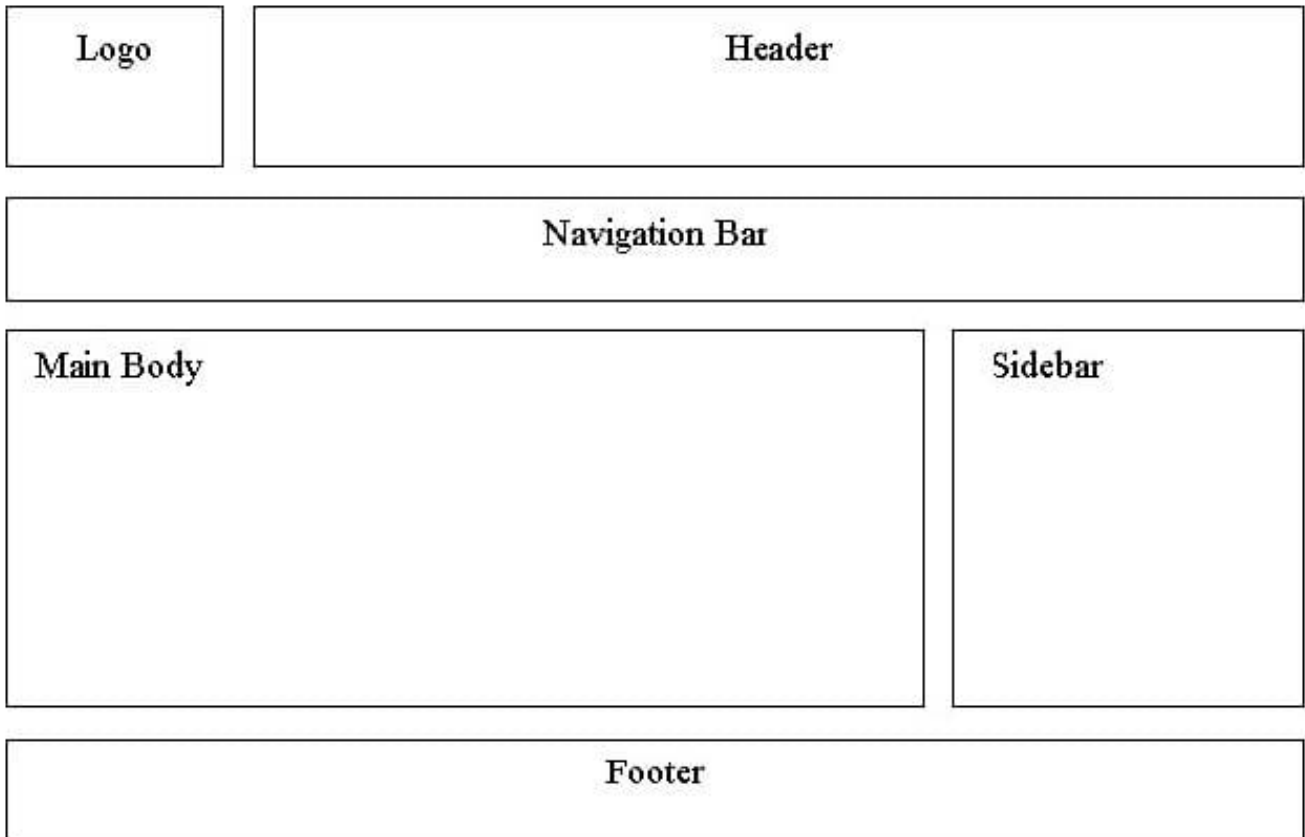 Logo
Header
Navigation Bar
Main Body
Sidebar
Footer